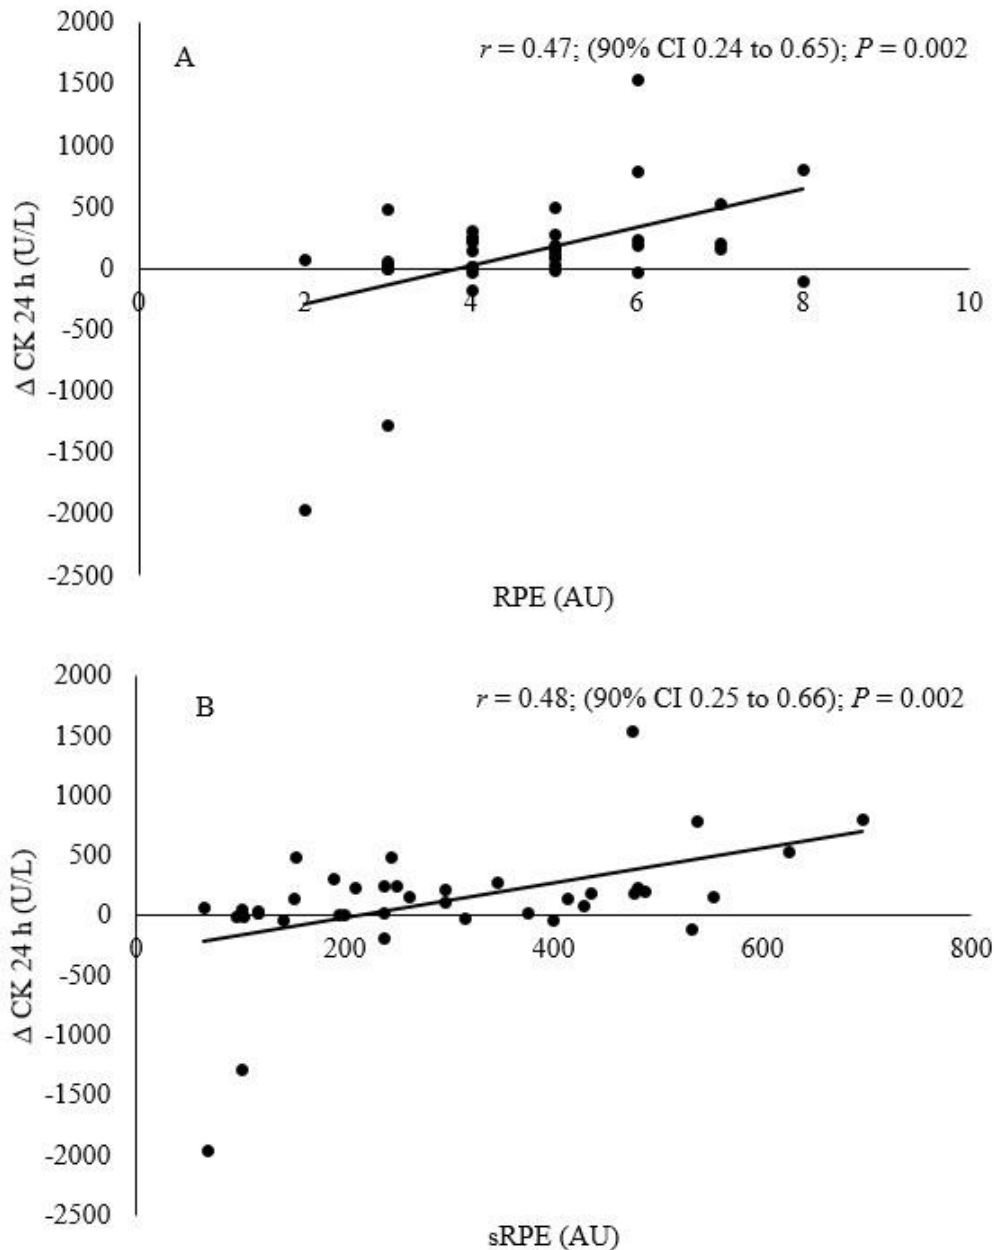 2000
A
r = 0.47; (90% CI 0.24 to 0.65); P = 0.002
1500
1000
500
0
0 2 4 6 8 10
-500
-1000
-1500
-2000
-2500
Δ CK 24 h (U/L)
RPE (AU)
2000
B
r = 0.48; (90% CI 0.25 to 0.66); P = 0.002
1500
1000
500
0
0 200 400 600 800
-500
-1000
-1500
-2000
-2500
Δ CK 24 h (U/L)
sRPE (AU)